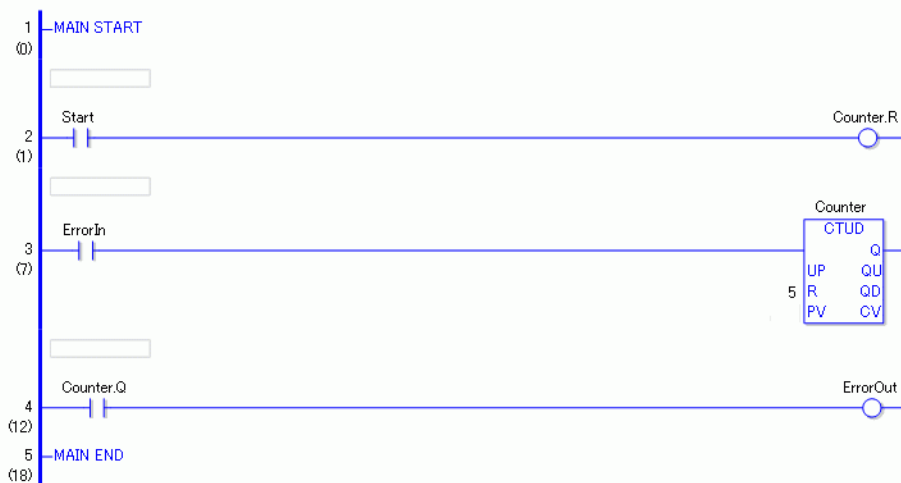 1 MAIN START
(0)
Start Counter.R
2
(1)
Counter
ErrorIn CTUD
3 Q
(7)
UP QU
5 R QD
PV CV
Counter.Q ErrorOut
4
(12)
5 MAIN END
(18)